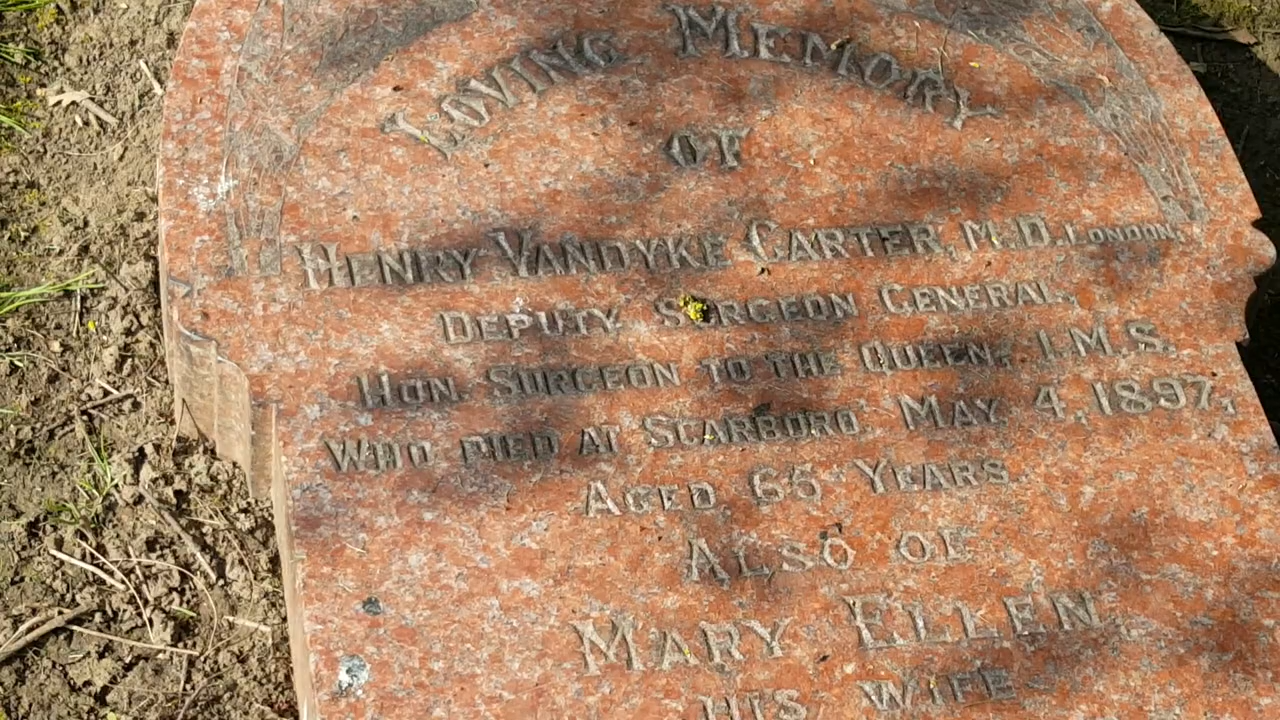 LOVING MEMORY
OF
HENRY VANDYKE CARTER, M.D. LONDON,
DEPUTY SURGEON GENERAL,
HON. SURGEON TO THE QUEEN, I.M.S.
WHO DIED AT SCARBORO MAY 4, 1897,
AGED 65 YEARS
ALSO OF
MARY ELLEN,
HIS WIFE